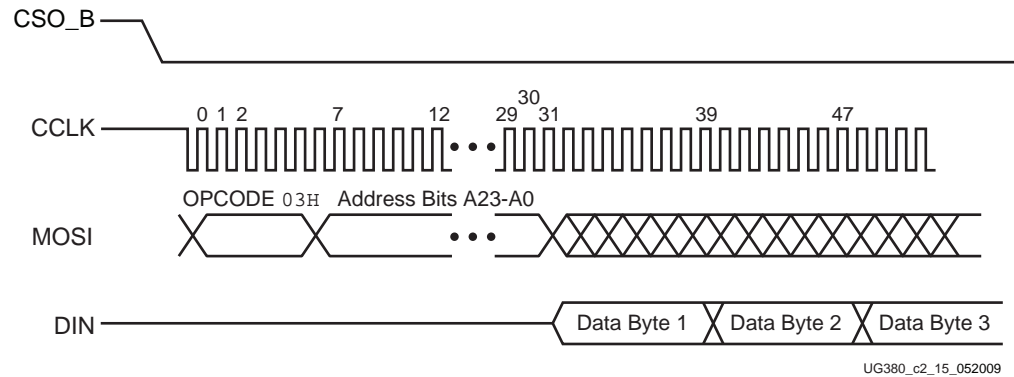 CSO_B
30
0 1 2 7 12 29 31 39 47
CCLK
OPCODE 03H Address Bits A23-A0
MOSI
DIN Data Byte 1 Data Byte 2 Data Byte 3
UG380_c2_15_052009